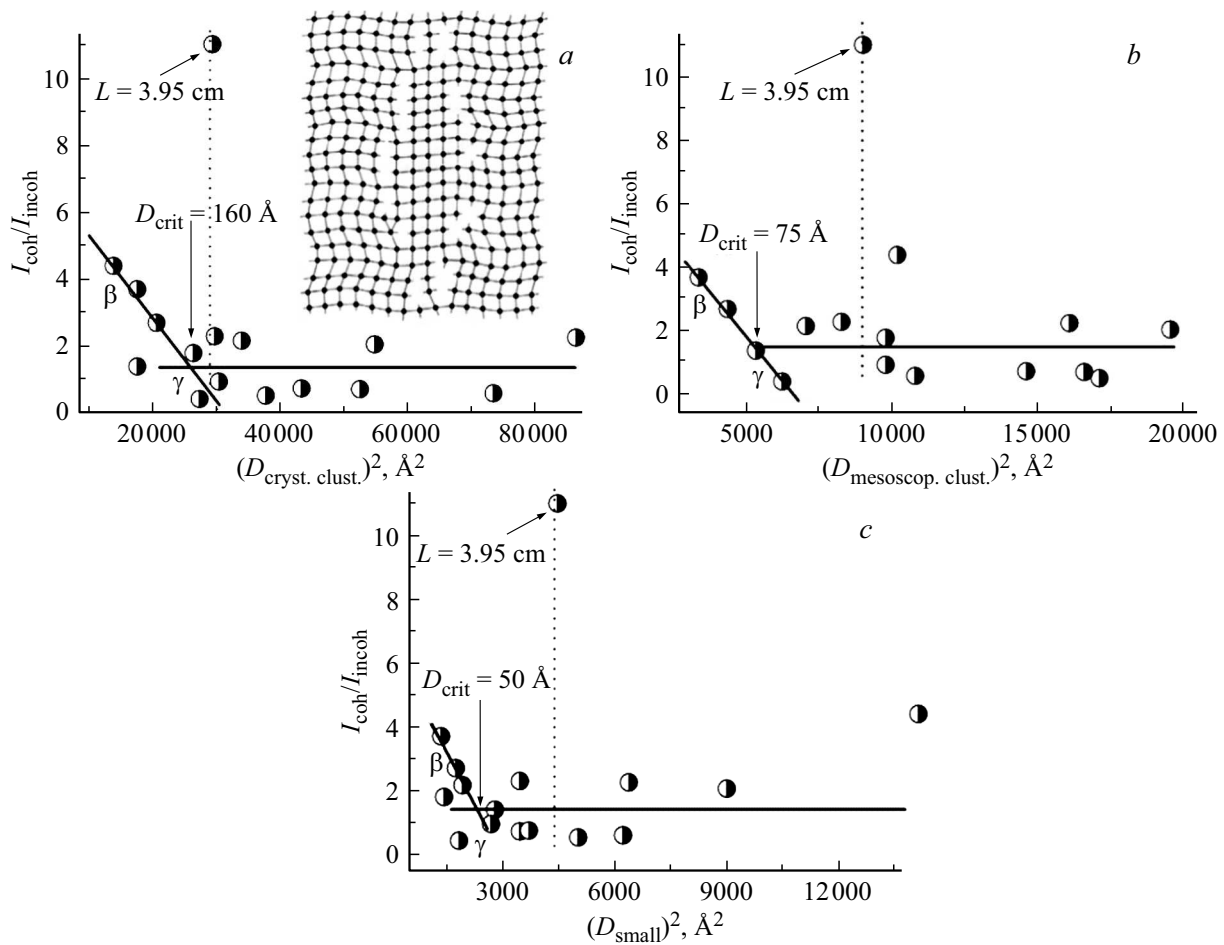 a
L = 3.95 cm
D_crit = 160 Å
β
γ
I_coh/I_incoh
10
8
6
4
2
0
20000 40000 60000 80000
(D_cryst. clust.)², Å²
b
L = 3.95 cm
D_crit = 75 Å
β
γ
I_coh/I_incoh
10
8
6
4
2
0
5000 10000 15000 20000
(D_mesoscop. clust.)², Å²
c
L = 3.95 cm
D_crit = 50 Å
β
γ
I_coh/I_incoh
10
8
6
4
2
0
3000 6000 9000 12000
(D_small)², Å²